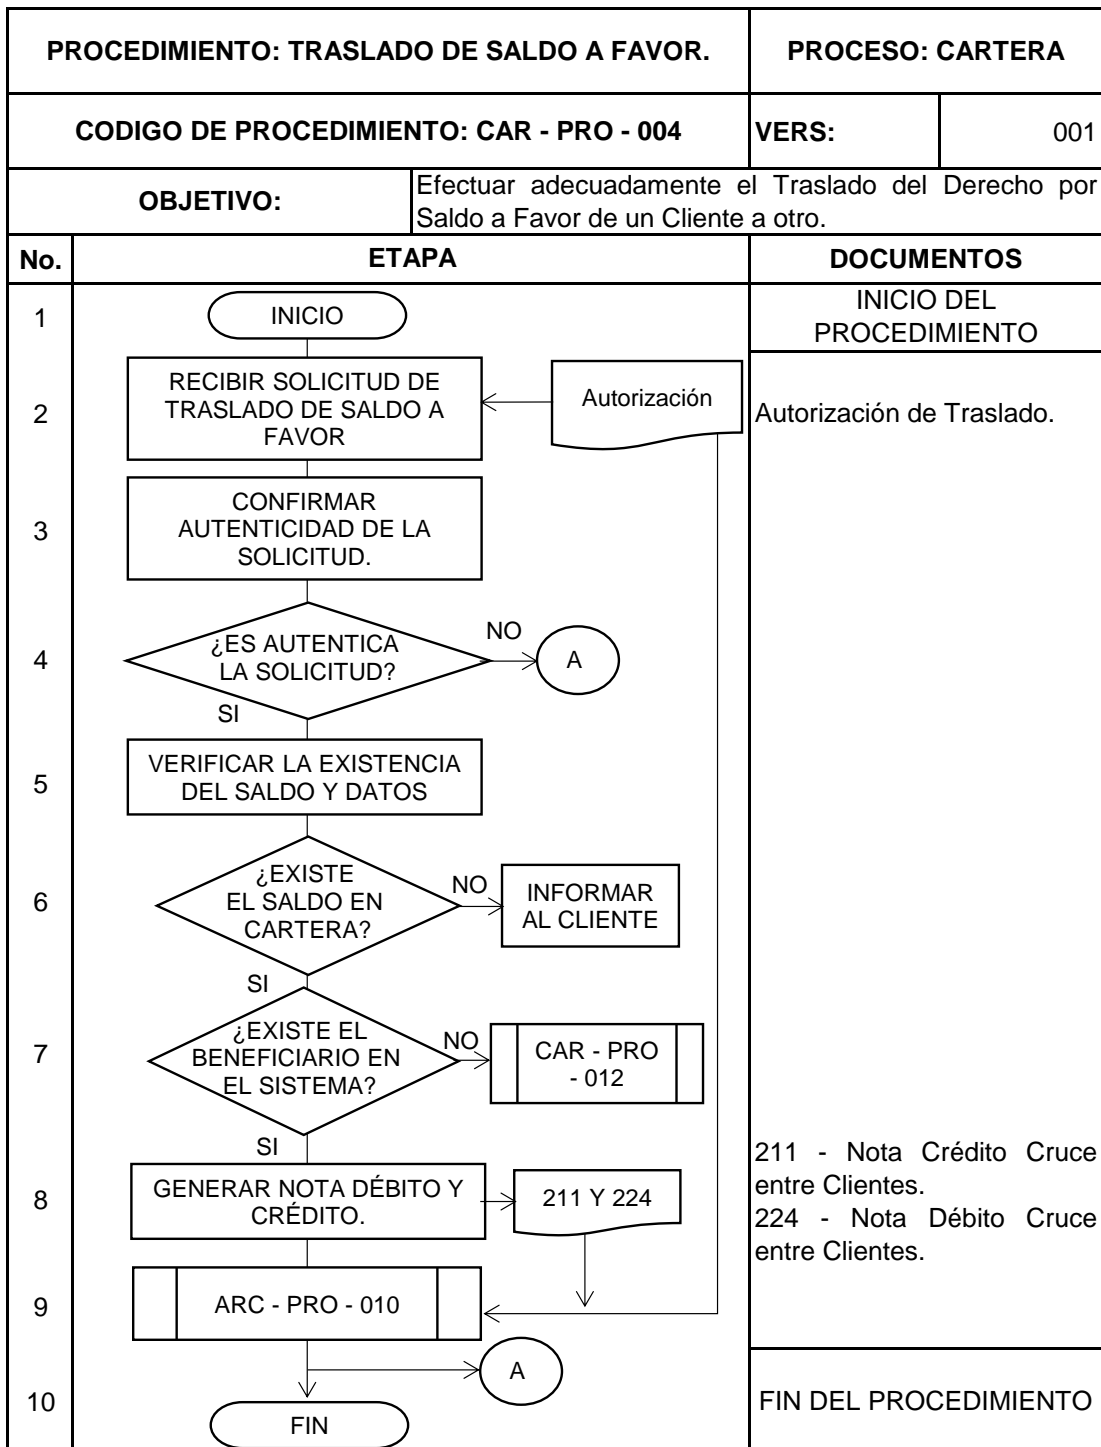 PROCEDIMIENTO: TRASLADO DE SALDO A FAVOR.
PROCESO: CARTERA
CODIGO DE PROCEDIMIENTO: CAR - PRO - 004
VERS:
001
OBJETIVO:
Efectuar adecuadamente el Traslado del Derecho por
Saldo a Favor de un Cliente a otro.
No.
ETAPA
DOCUMENTOS
1
INICIO
INICIO DEL
PROCEDIMIENTO
2
RECIBIR SOLICITUD DE
TRASLADO DE SALDO A
FAVOR
Autorización
Autorización de Traslado.
3
CONFIRMAR
AUTENTICIDAD DE LA
SOLICITUD.
4
¿ES AUTENTICA
LA SOLICITUD?
NO
A
SI
5
VERIFICAR LA EXISTENCIA
DEL SALDO Y DATOS
6
¿EXISTE
EL SALDO EN
CARTERA?
NO
INFORMAR
AL CLIENTE
SI
7
¿EXISTE EL
BENEFICIARIO EN
EL SISTEMA?
NO
CAR - PRO
- 012
SI
8
GENERAR NOTA DÉBITO Y
CRÉDITO.
211 Y 224
211 - Nota Crédito Cruce
entre Clientes.
224 - Nota Débito Cruce
entre Clientes.
9
ARC - PRO - 010
A
10
FIN
FIN DEL PROCEDIMIENTO